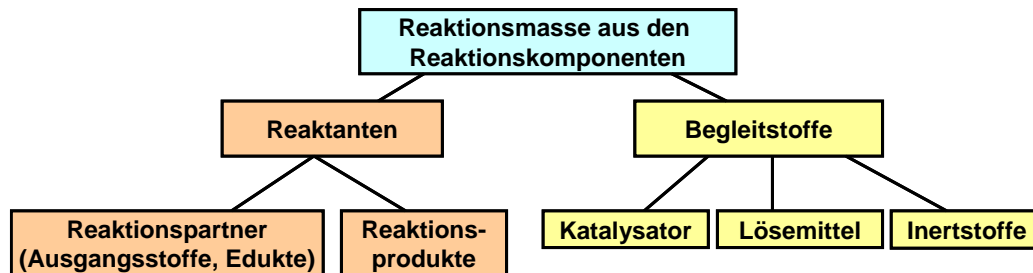 Reaktionsmasse aus den
Reaktionskomponenten
Reaktanten
Begleitstoffe
Reaktionspartner
(Ausgangsstoffe, Edukte)
Reaktions-
produkte
Katalysator
Lösemittel
Inertstoffe